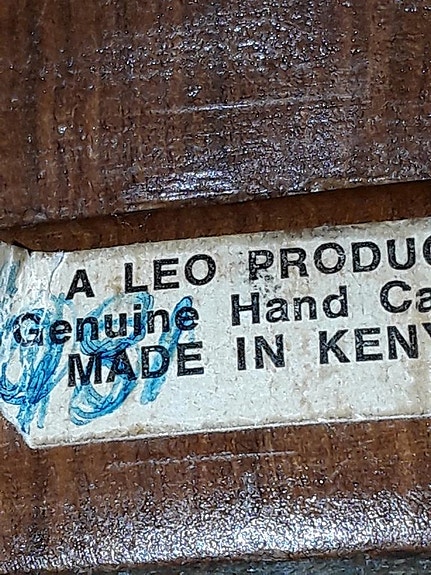 A LEO PRODUC
Genuine Hand Ca
MADE IN KENY